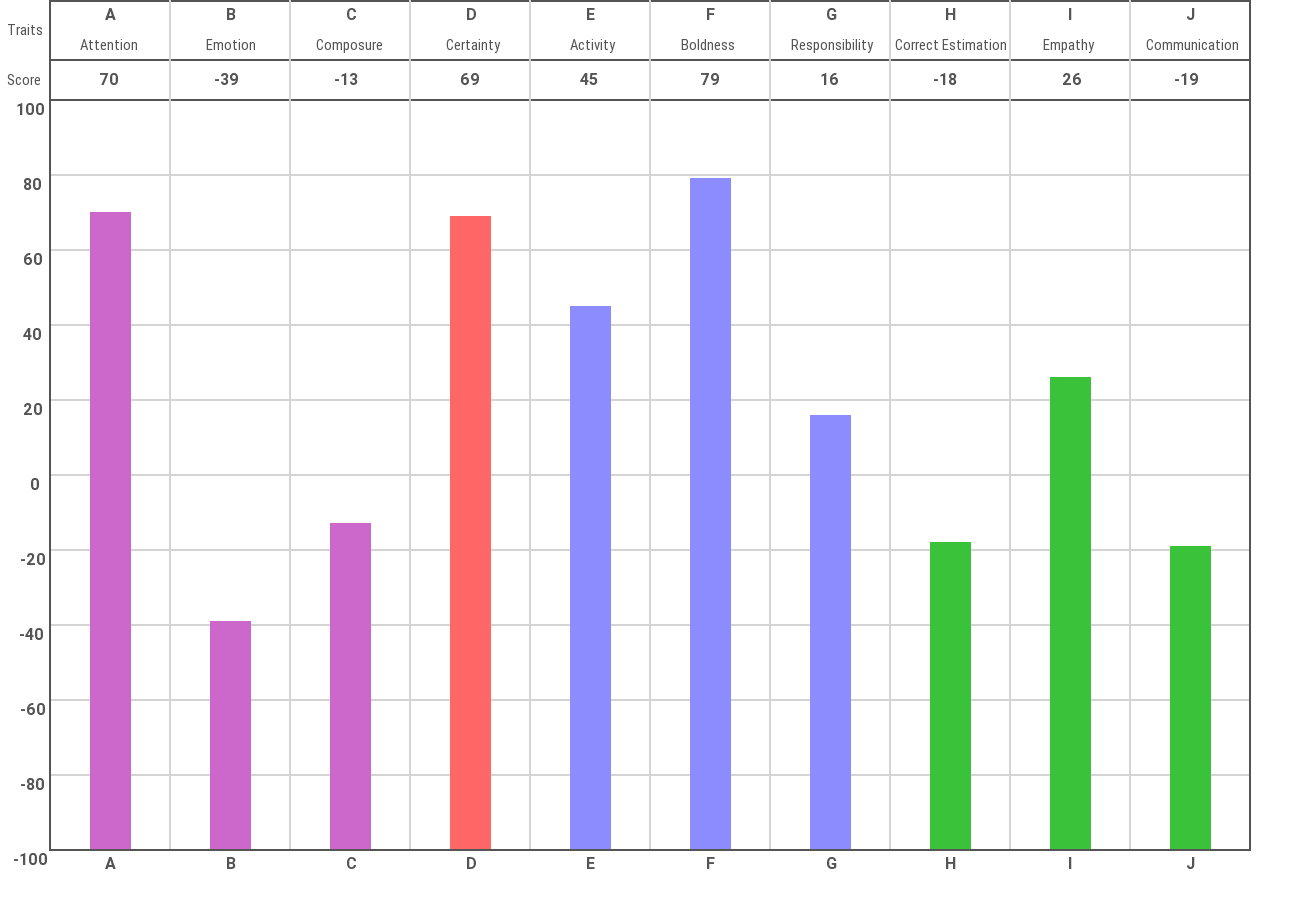 Traits
A B C D E F G H I J
Attention Emotion Composure Certainty Activity Boldness Responsibility Correct Estimation Empathy Communication
Score 70 -39 -13 69 45 79 16 -18 26 -19
100
80
60
40
20
0
-20
-40
-60
-80
-100
A B C D E F G H I J